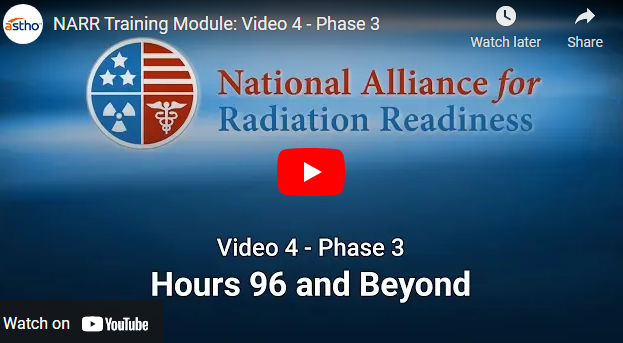 astho
NARR Training Module: Video 4 - Phase 3
Watch later
Share
National Alliance for
Radiation Readiness
Video 4 - Phase 3
Hours 96 and Beyond
Watch on YouTube